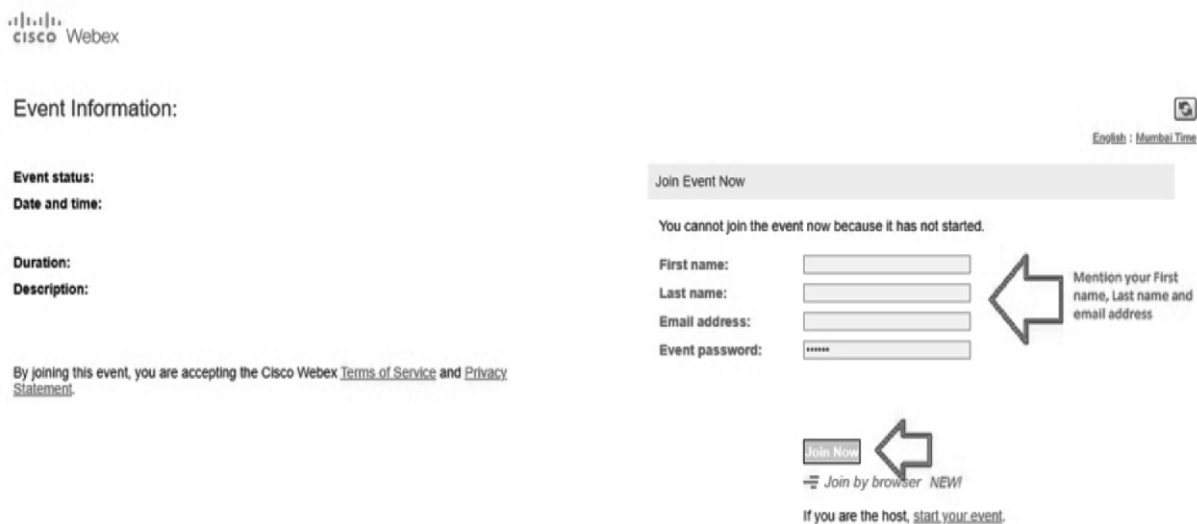 cisco Webex
Event Information:
English : Mumbai Time
Event status:
Date and time:
Duration:
Description:
By joining this event, you are accepting the Cisco Webex Terms of Service and Privacy
Statement.
Join Event Now
You cannot join the event now because it has not started.
First name:
Last name:
Email address:
Event password:
Mention your First
name, Last name and
email address
Join Now
Join by browser NEW!
If you are the host, start your event.